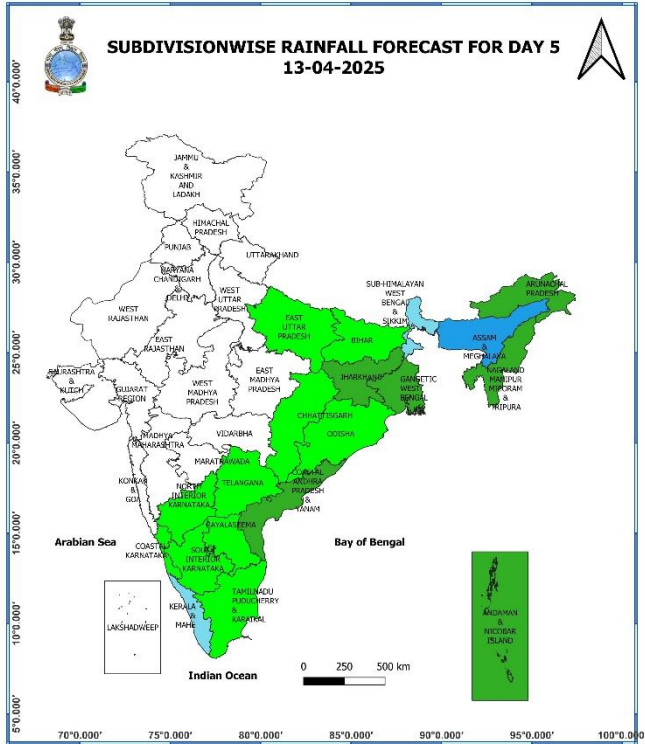 SUBDIVISIONWISE RAINFALL FORECAST FOR DAY 5
13-04-2025
40°0.000'
35°0.000'
30°0.000'
25°0.000'
20°0.000'
15°0.000'
10°0.000'
5°0.000'
JAMMU
&
KASHMIR
AND
LADAKH
HIMACHAL
PRADESH
PUNJAB
UTTARAKHAND
HARYANA
CHANDIGARH
&
DELHI
WEST
UTTAR
PRADESH
WEST
RAJASTHAN
EAST
RAJASTHAN
EAST
UTTAR
PRADESH
BIHAR
SUB-HIMALAYAN
WEST
BENGAL
&
SIKKIM
ARUNACHAL
PRADESH
ASSAM
&
MEGHALAYA
NAGALAND
MANIPUR
MIZORAM
&
TRIPURA
SAURASHTRA
&
KUTCH
GUJARAT
REGION
WEST
MADHYA
PRADESH
EAST
MADHYA
PRADESH
JHARKHAND
GANGETIC
WEST
BENGAL
CHHATTISGARH
ODISHA
MADHYA
MAHARASHTRA
VIDARBHA
MARATHWADA
KONKAN
&
GOA
NORTH
INTERIOR
KARNATAKA
TELANGANA
COASTAL
ANDHRA
PRADESH
&
YANAM
RAYALASEEMA
Arabian Sea
Bay of Bengal
COASTAL
KARNATAKA
SOUTH
INTERIOR
KARNATAKA
TAMILNADU
PUDUCHERRY
&
KARAIKAL
KERALA
&
MAHE
LAKSHADWEEP
ANDAMAN
&
NICOBAR
ISLAND
Indian Ocean
0 250 500 km
70°0.000' 75°0.000' 80°0.000' 85°0.000' 90°0.000' 95°0.000' 100°0.000'